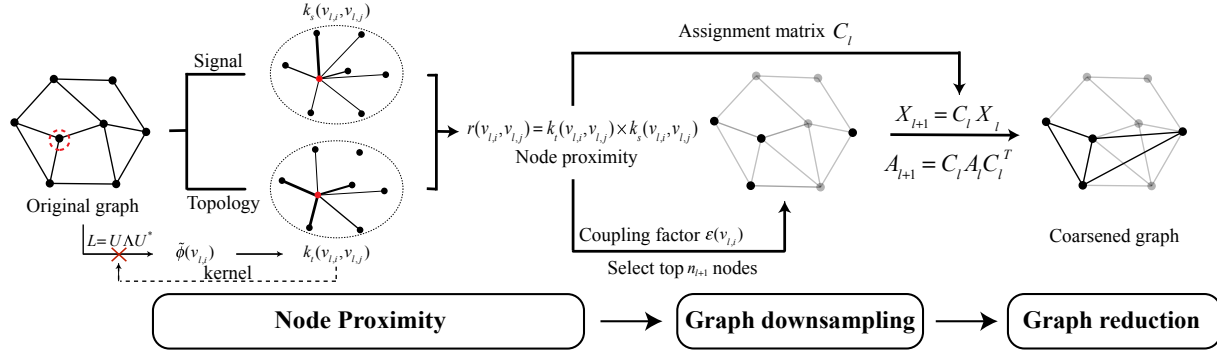 k_s(v_{l,i}, v_{l,j})
Signal
Topology
Original graph
L=UΛU^*
\tilde{ϕ}(v_{l,i})
k_t(v_{l,i}, v_{l,j})
kernel
r(v_{l,i}, v_{l,j}) = k_t(v_{l,i}, v_{l,j}) × k_s(v_{l,i}, v_{l,j})
Node proximity
Assignment matrix C_l
Coupling factor ε(v_{l,i})
Select top n_{l+1} nodes
X_{l+1} = C_l X_l
A_{l+1} = C_l A_l C_l^T
Coarsened graph
Node Proximity
Graph downsampling
Graph reduction